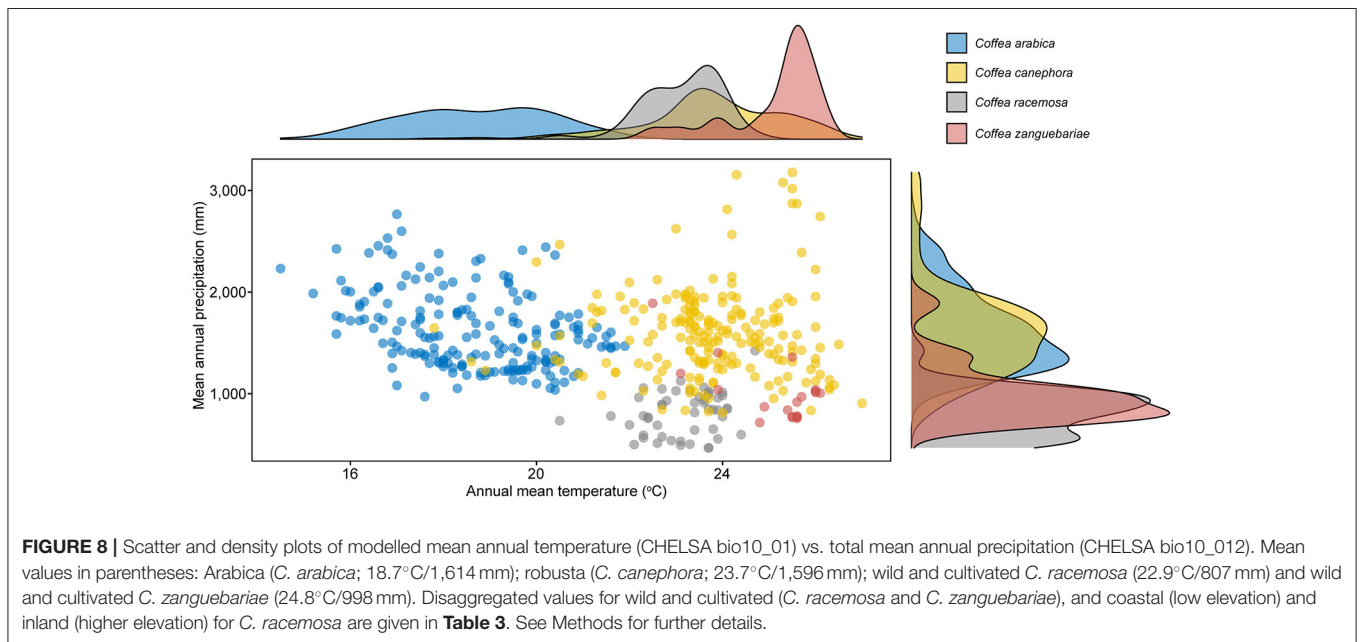 Coffea arabica
Coffea canephora
Coffea racemosa
Coffea zanguebariae
Mean annual precipitation (mm)
3,000
2,000
1,000
16
20
24
Annual mean temperature (°C)
FIGURE 8 | Scatter and density plots of modelled mean annual temperature (CHELSA bio10_01) vs. total mean annual precipitation (CHELSA bio10_012). Mean
values in parentheses: Arabica (C. arabica; 18.7°C/1,614 mm); robusta (C. canephora; 23.7°C/1,596 mm); wild and cultivated C. racemosa (22.9°C/807 mm) and wild
and cultivated C. zanguebariae (24.8°C/998 mm). Disaggregated values for wild and cultivated (C. racemosa and C. zanguebariae), and coastal (low elevation) and
inland (higher elevation) for C. racemosa are given in Table 3. See Methods for further details.